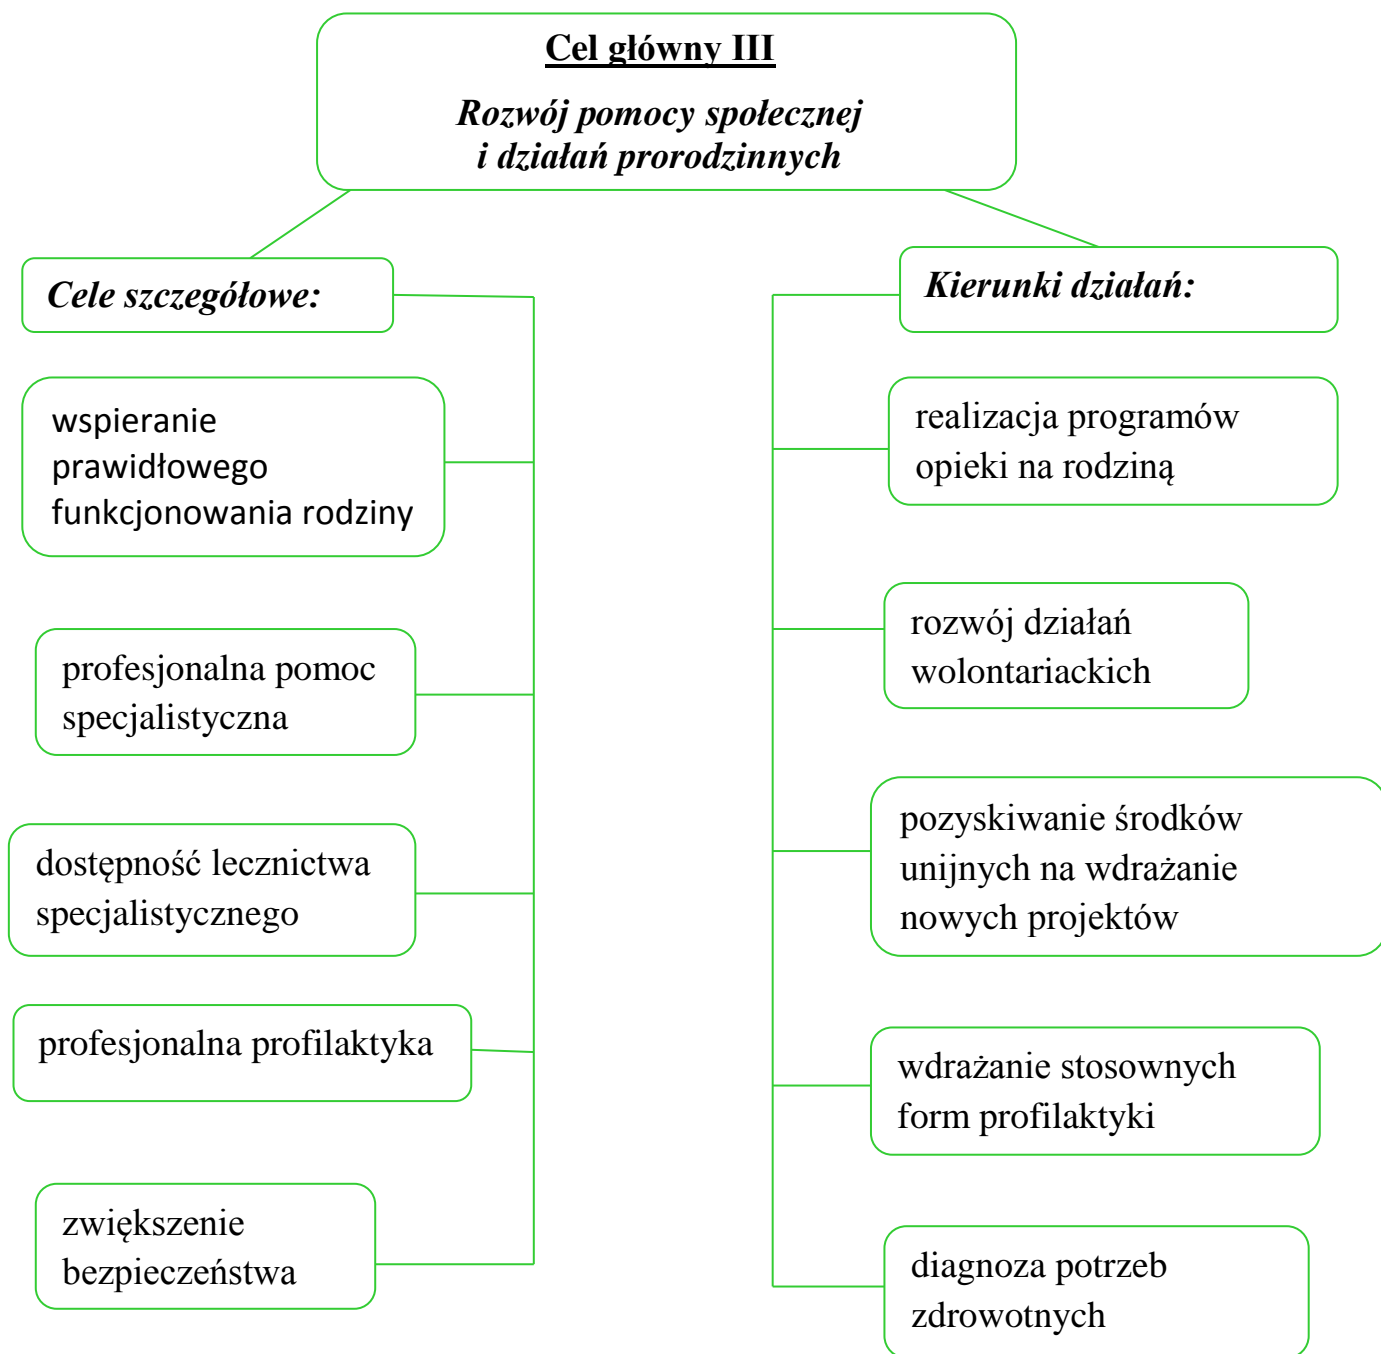 Cel główny III
Rozwój pomocy społecznej
i działań prorodzinnych
Cele szczegółowe:
wspieranie
prawidłowego
funkcjonowania rodziny
profesjonalna pomoc
specjalistyczna
dostępność lecznictwa
specjalistycznego
profesjonalna profilaktyka
zwiększenie
bezpieczeństwa
Kierunki działań:
realizacja programów
opieki na rodziną
rozwój działań
wolontariackich
pozyskiwanie środków
unijnych na wdrażanie
nowych projektów
wdrażanie stosownych
form profilaktyki
diagnoza potrzeb
zdrowotnych